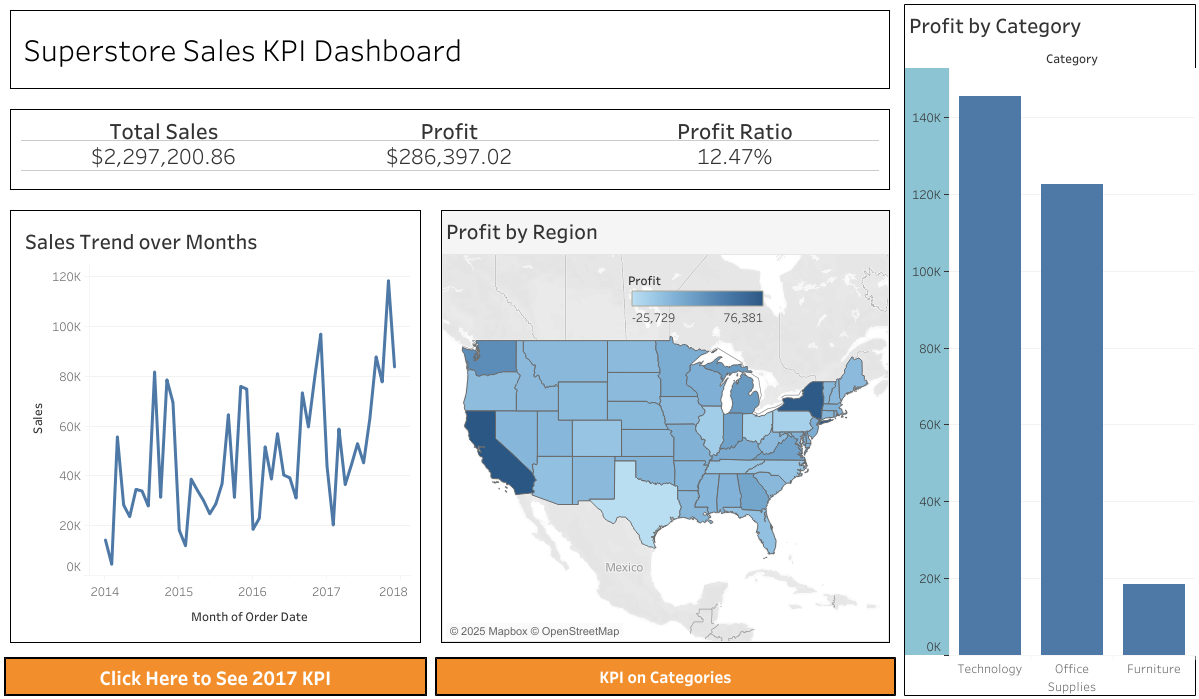 Superstore Sales KPI Dashboard
Total Sales Profit Profit Ratio
$2,297,200.86 $286,397.02 12.47%
Sales Trend over Months
120K
100K
80K
60K
40K
20K
0K
Sales
2014 2015 2016 2017 2018
Month of Order Date
Profit by Region
Profit
-25,729 76,381
Mexico
© 2025 Mapbox © OpenStreetMap
Click Here to See 2017 KPI
KPI on Categories
Profit by Category
Category
140K
120K
100K
80K
60K
40K
20K
0K
Technology Office Furniture
Supplies